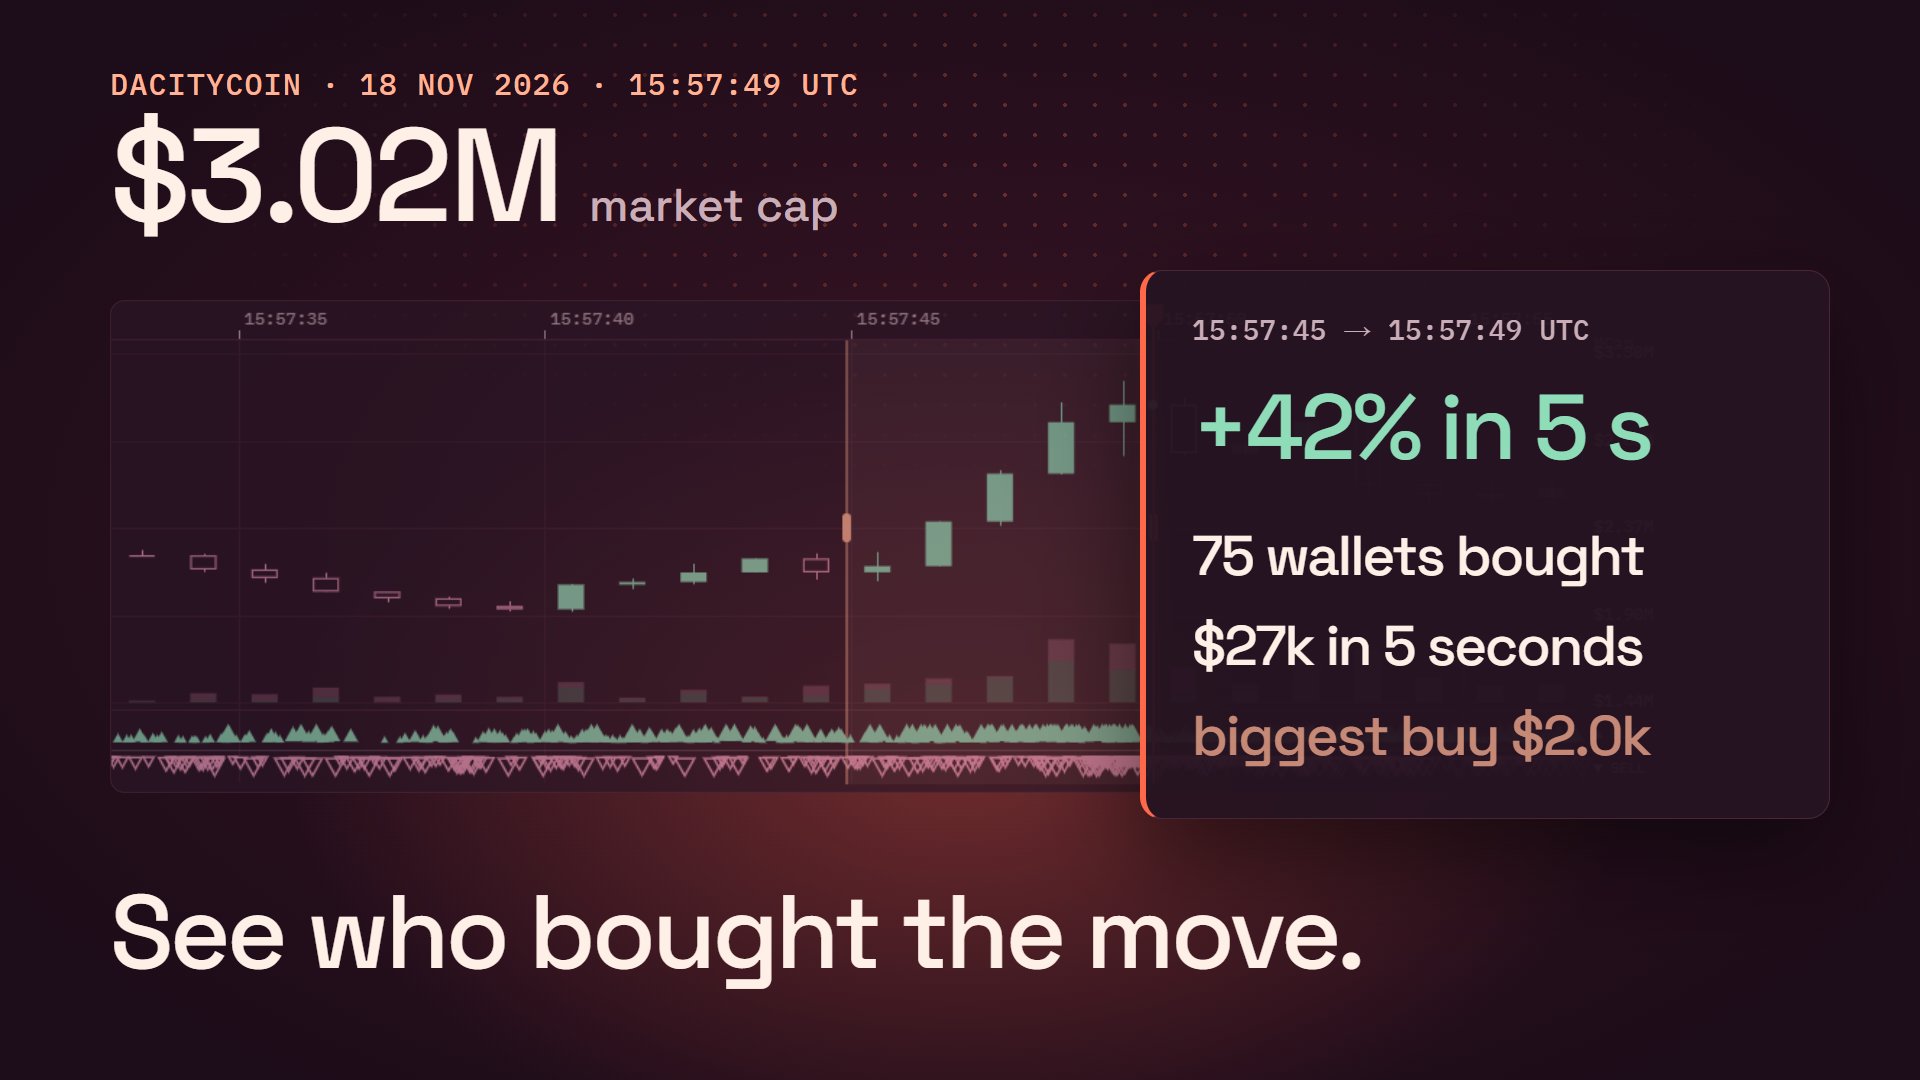 DACITYCOIN · 18 NOV 2026 · 15:57:49 UTC
$3.02M market cap
15:57:35 15:57:40 15:57:45
15:57:45 → 15:57:49 UTC
+42% in 5 s
75 wallets bought
$27k in 5 seconds
biggest buy $2.0k
See who bought the move.